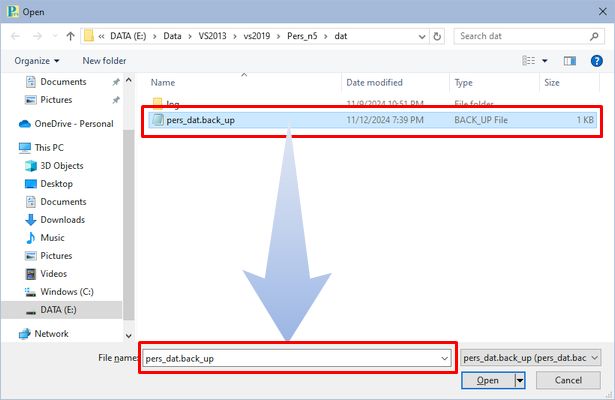 Open
« DATA (E:) > Data > VS2013 > vs2019 > Pers_n5 > dat
Search dat
Organize
New folder
Name
Date modified
Type
Size
log 11/9/2024 10:51 PM File folder
pers_dat.back_up 11/12/2024 7:39 PM BACK_UP File 1 KB
Documents
Pictures
OneDrive - Personal
This PC
3D Objects
Desktop
Documents
Downloads
Music
Pictures
Videos
Windows (C:)
DATA (E:)
Network
File name: pers_dat.back_up
pers_dat.back_up (pers_dat.bac
Open
Cancel